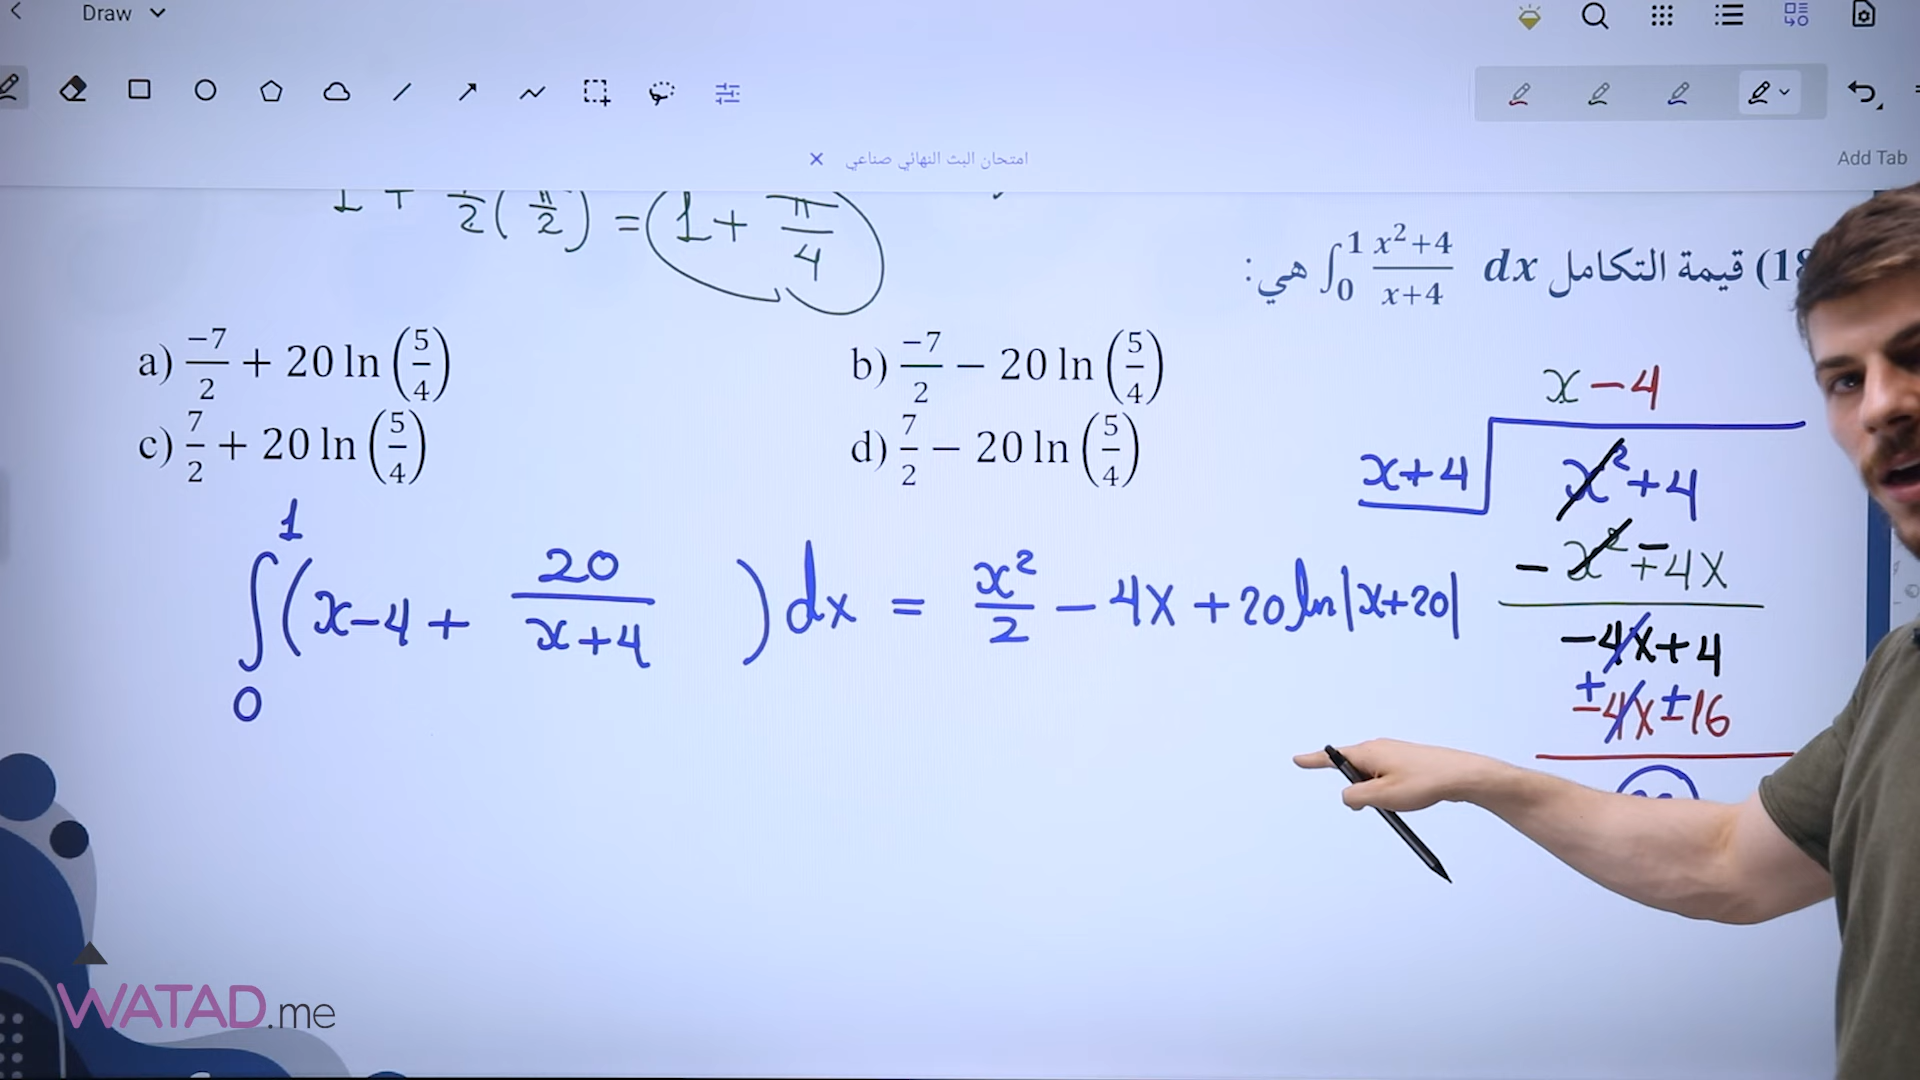 Draw
امتحان البث النهائي صناعي
Add Tab
1 + π/2(π/2) = 1 + π/4
18) قيمة التكامل ∫₀¹ (x²+4)/(x+4) dx هي:
a) −7/2 + 20 ln (5/4)
b) −7/2 − 20 ln (5/4)
c) 7/2 + 20 ln (5/4)
d) 7/2 − 20 ln (5/4)
x − 4
x+4
x² + 4
− x² ∓ 4x
−4x + 4
± 4x ± 16
∫₀¹ (x−4 + 20/(x+4)) dx = x²/2 − 4x + 20 ln|x+20|
WATAD.me